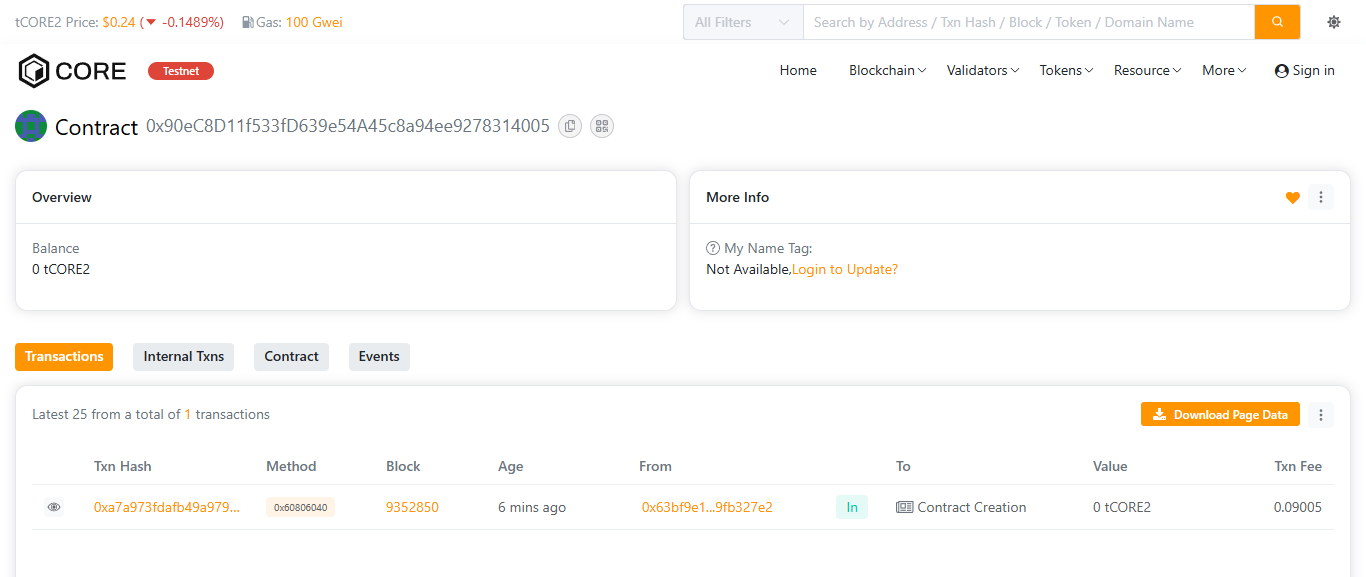 tCORE2 Price: $0.24 ( -0.1489%) Gas: 100 Gwei All Filters Search by Address / Txn Hash / Block / Token / Domain Name
CORE Testnet Home Blockchain Validators Tokens Resource More Sign in
Contract 0x90eC8D11f533fD639e54A45c8a94ee9278314005
Overview
Balance
0 tCORE2
More Info
My Name Tag:
Not Available,Login to Update?
Transactions Internal Txns Contract Events
Latest 25 from a total of 1 transactions Download Page Data
Txn Hash Method Block Age From To Value Txn Fee
0xa7a973fdafb49a979... 0x60806040 9352850 6 mins ago 0x63bf9e1...9fb327e2 In Contract Creation 0 tCORE2 0.09005